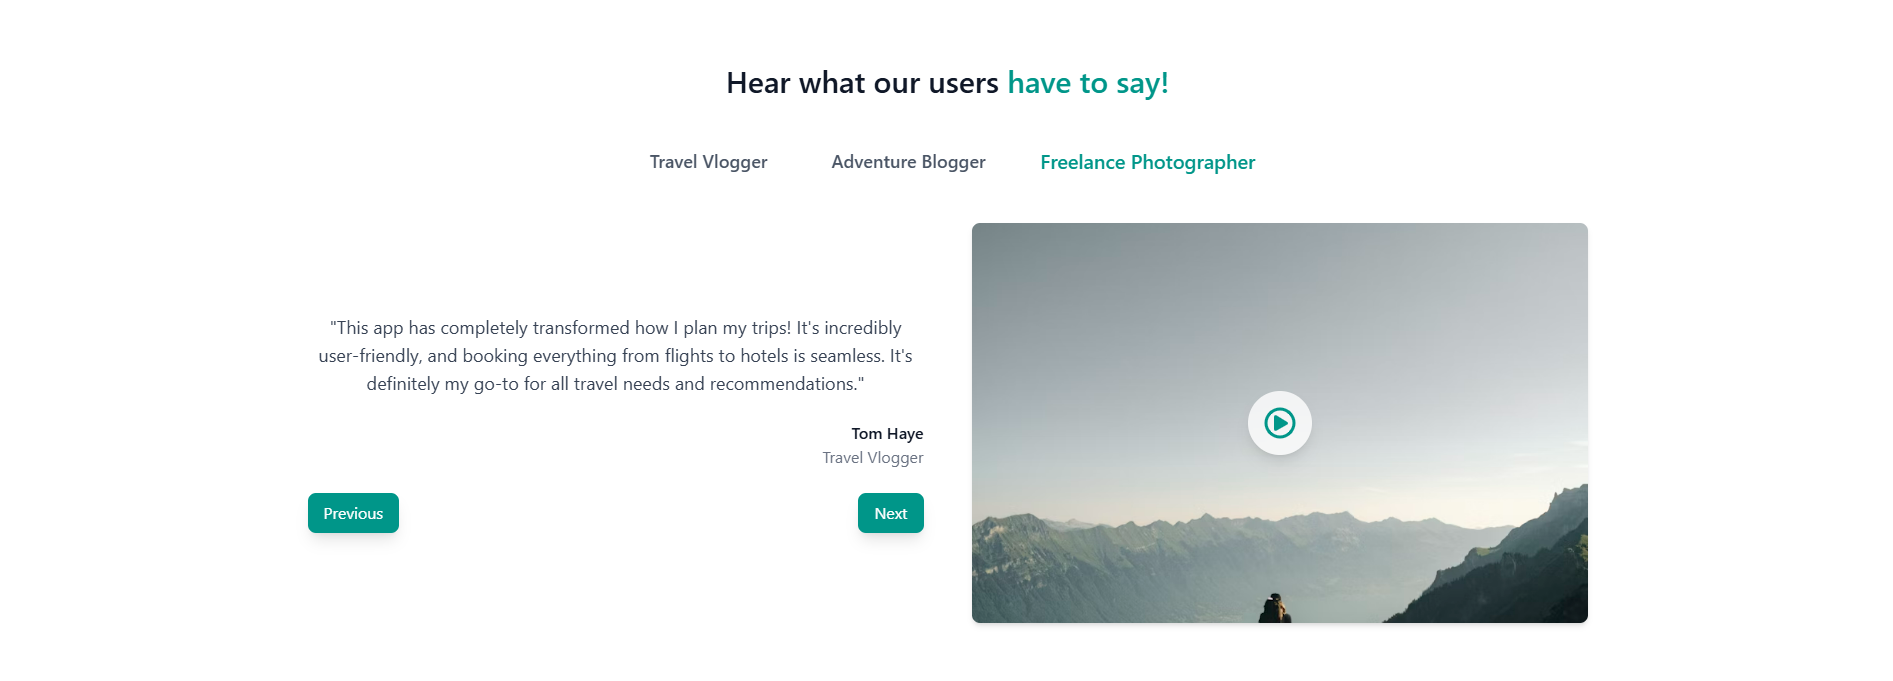 Hear what our users have to say!
Travel Vlogger Adventure Blogger Freelance Photographer
"This app has completely transformed how I plan my trips! It's incredibly
user-friendly, and booking everything from flights to hotels is seamless. It's
definitely my go-to for all travel needs and recommendations."
Tom Haye
Travel Vlogger
Previous Next